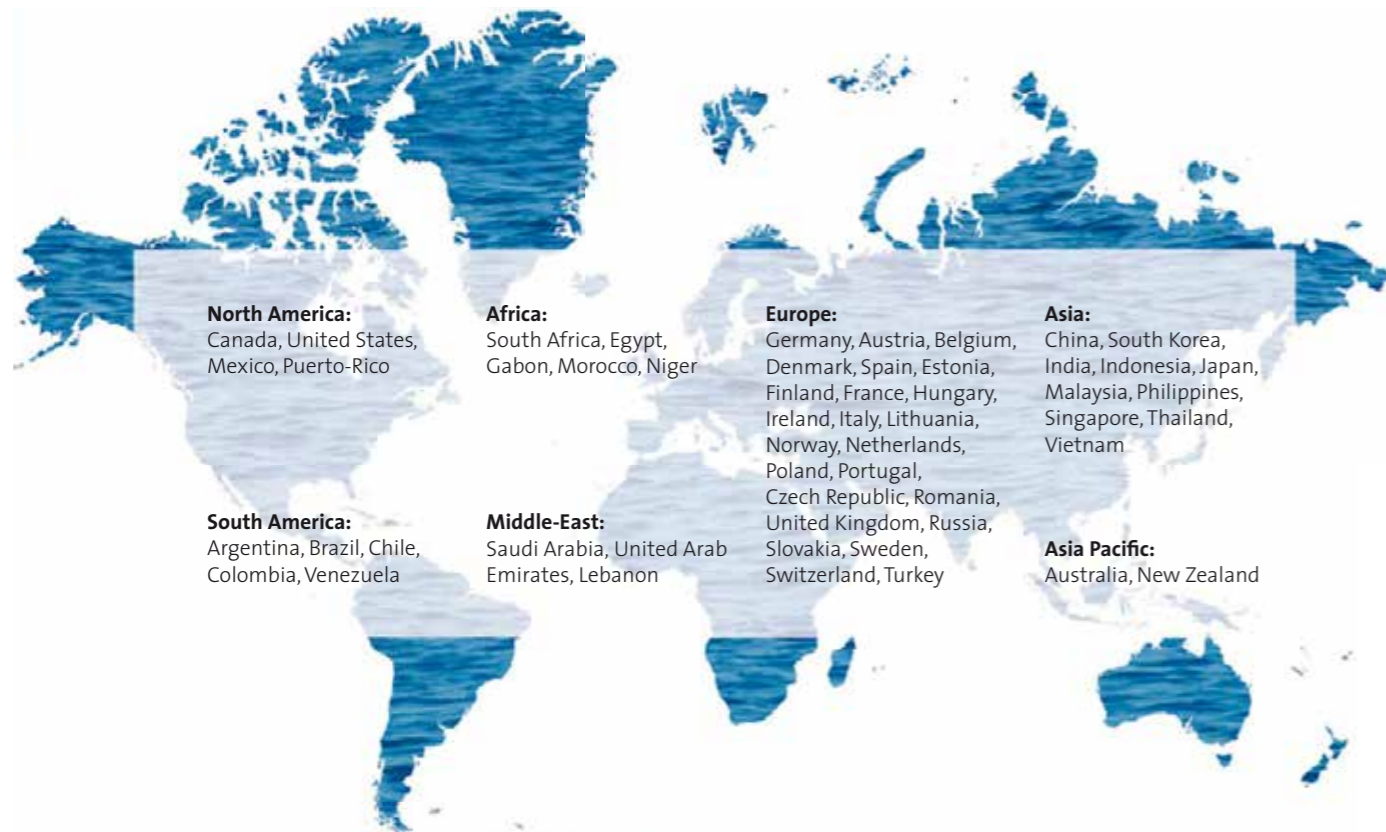 North America:
Canada, United States,
Mexico, Puerto-Rico
Africa:
South Africa, Egypt,
Gabon, Morocco, Niger
Europe:
Germany, Austria, Belgium,
Denmark, Spain, Estonia,
Finland, France, Hungary,
Ireland, Italy, Lithuania,
Norway, Netherlands,
Poland, Portugal,
Czech Republic, Romania,
United Kingdom, Russia,
Slovakia, Sweden,
Switzerland, Turkey
Asia:
China, South Korea,
India, Indonesia, Japan,
Malaysia, Philippines,
Singapore, Thailand,
Vietnam
South America:
Argentina, Brazil, Chile,
Colombia, Venezuela
Middle-East:
Saudi Arabia, United Arab
Emirates, Lebanon
Asia Pacific:
Australia, New Zealand